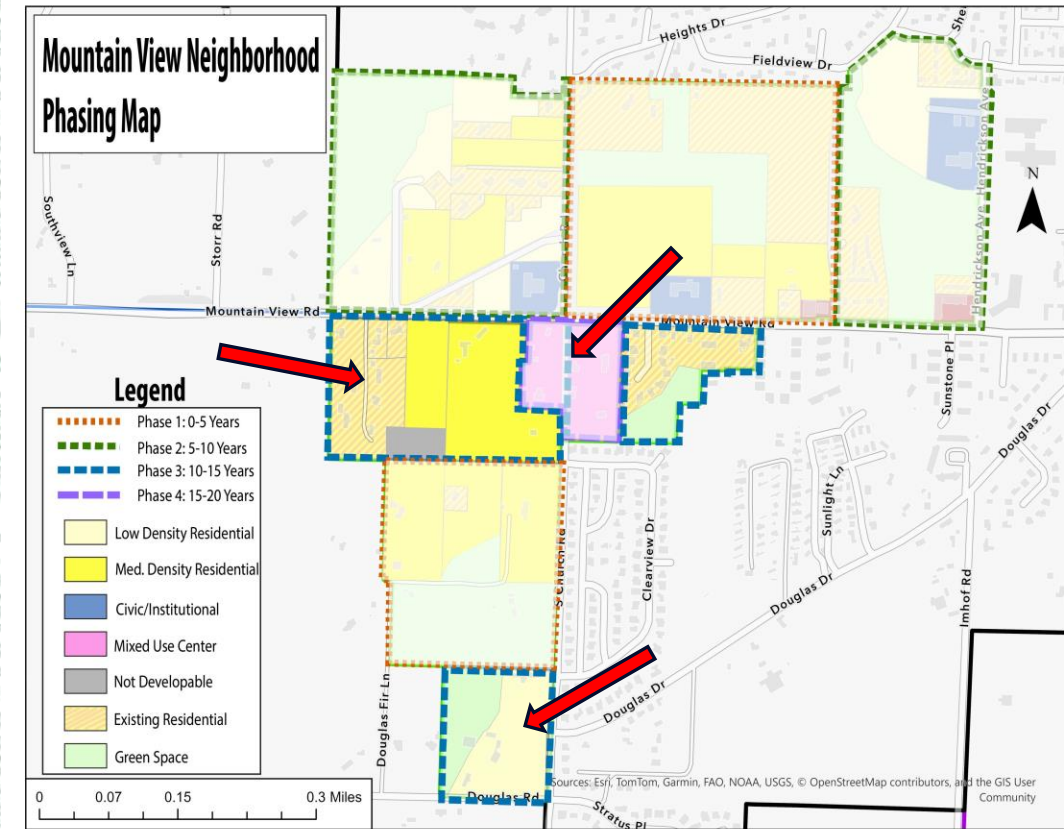 Mountain View Neighborhood
Phasing Map
Heights Dr
Fieldview Dr
Hendrickson Ave
Hendrickson Ave
N
Southview Ln
Storr Rd
Mountain View Rd
Mountain View Rd
Sunstone Pl
Legend
Phase 1: 0-5 Years
Phase 2: 5-10 Years
Phase 3: 10-15 Years
Phase 4: 15-20 Years
Low Density Residential
Med. Density Residential
Civic/Institutional
Mixed Use Center
Not Developable
Existing Residential
Green Space
S Church Rd
Clearview Dr
Sunlight Ln
Douglas Dr
Douglas Dr
Douglas Dr
Imhof Rd
Douglas Fir Ln
Douglas Rd
Stratus Pl
0 0.07 0.15 0.3 Miles
Sources: Esri, TomTom, Garmin, FAO, NOAA, USGS, © OpenStreetMap contributors, and the GIS User
Community